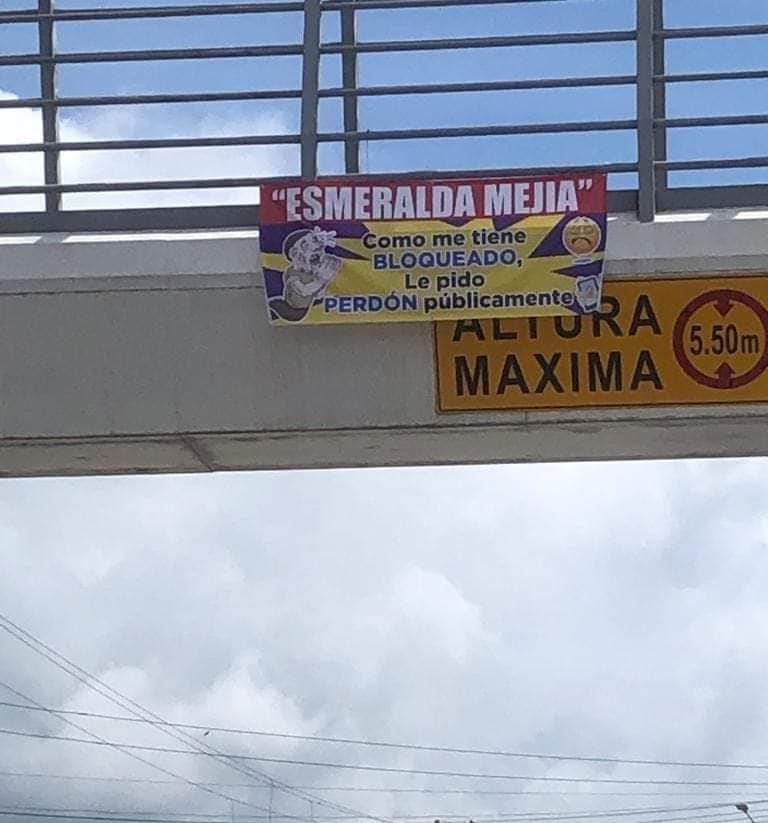 “ESMERALDA MEJIA”
Como me tiene
BLOQUEADO,
Le pido
PERDÓN públicamente
ALTURA
MAXIMA
5.50m